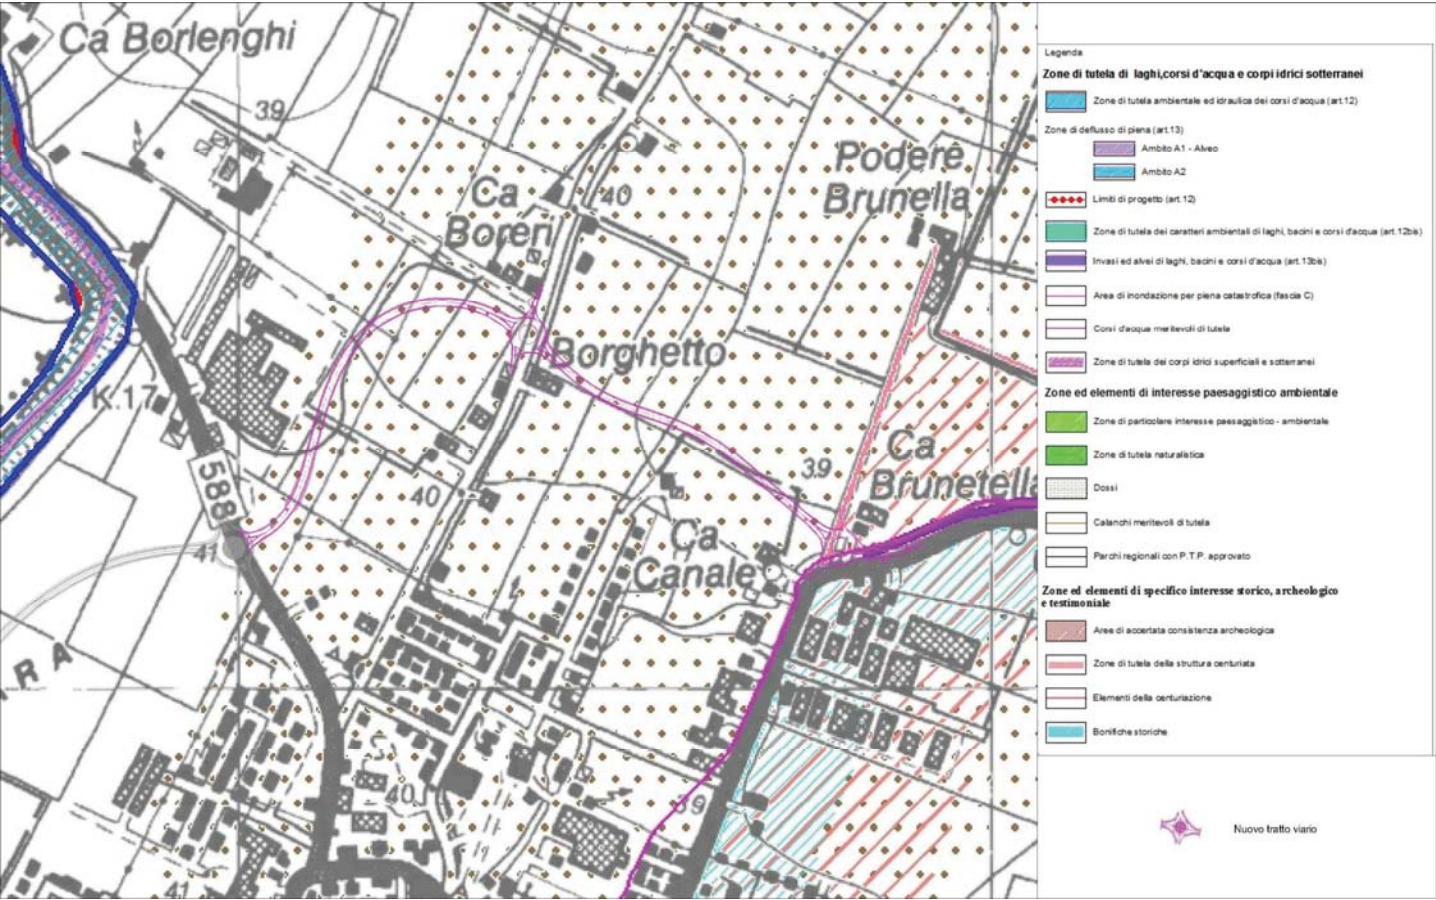 Ca Borlenghi
39
Ca
Boreri
40
Podere
Brunella
Borghetto
K.17
588
40
39
Ca
Brunetella
Ca
Canale
41
R A
40
39
41
Legenda
Zone di tutela di laghi,corsi d'acqua e corpi idrici sotterranei
Zone di tutela ambientale ed idraulica dei corsi d'acqua (art.12)
Zone di deflusso di piena (art.13)
Ambito A1 - Alveo
Ambito A2
Limiti di progetto (art.12)
Zone di tutela dei caratteri ambientali di laghi, bacini e corsi d'acqua (art.12bis)
Invasi ed alvei di laghi, bacini e corsi d'acqua (art.13bis)
Area di inondazione per piena catastrofica (fascia C)
Corsi d'acqua meritevoli di tutela
Zone di tutela dei corpi idrici superficiali e sotterranei
Zone ed elementi di interesse paesaggistico ambientale
Zone di particolare interesse paesaggistico - ambientale
Zone di tutela naturalistica
Dossi
Calanchi meritevoli di tutela
Parchi regionali con P.T.P. approvato
Zone ed elementi di specifico interesse storico, archeologico
e testimoniale
Aree di accertata consistenza archeologica
Zone di tutela della struttura centuriata
Elementi della centuriazione
Bonifiche storiche
Nuovo tratto viario